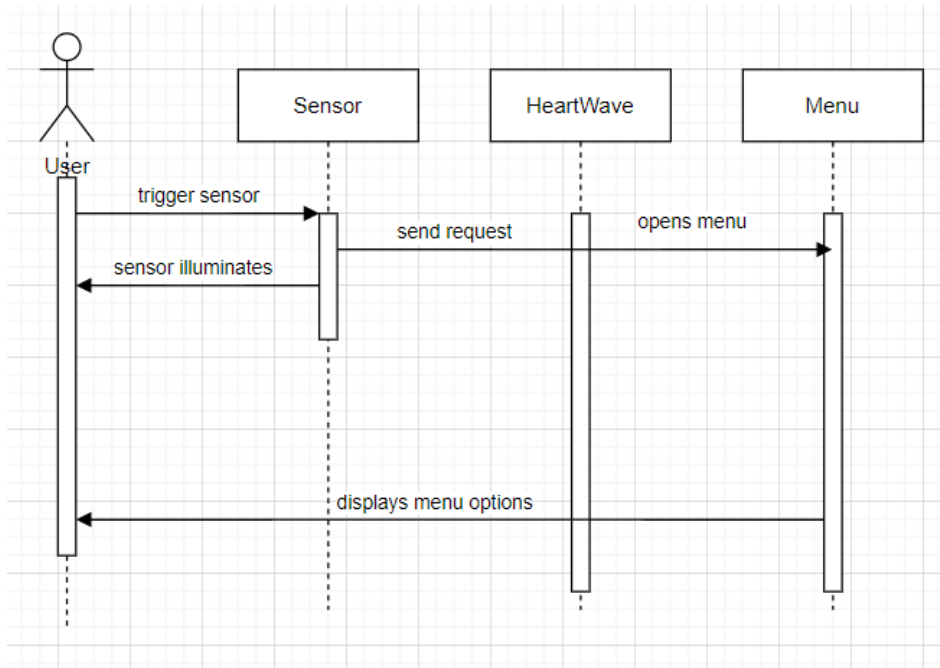 Sensor
HeartWave
Menu
User
trigger sensor
send request
opens menu
sensor illuminates
displays menu options